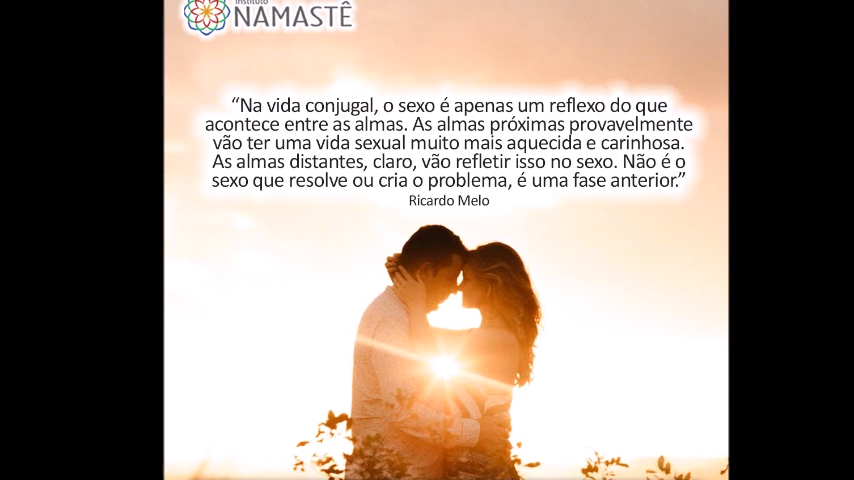 Instituto
NAMASTÊ
“Na vida conjugal, o sexo é apenas um reflexo do que
acontece entre as almas. As almas próximas provavelmente
vão ter uma vida sexual muito mais aquecida e carinhosa.
As almas distantes, claro, vão refletir isso no sexo. Não é o
sexo que resolve ou cria o problema, é uma fase anterior.”
Ricardo Melo